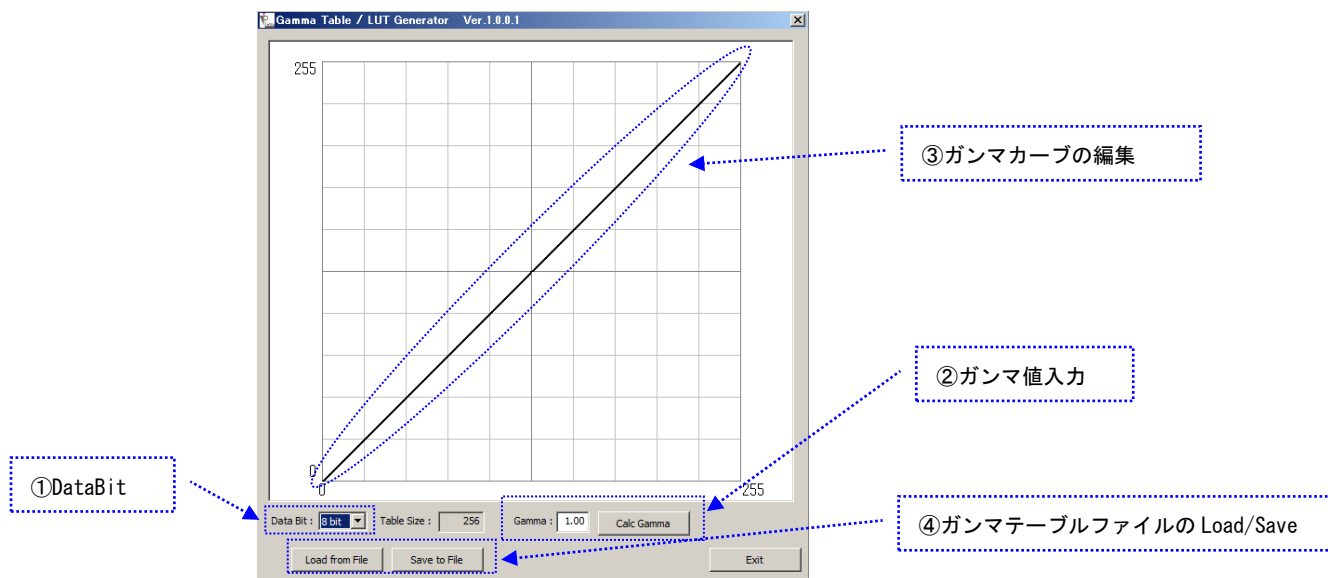 Gamma Table / LUT Generator Ver.1.0.0.1
255
③ガンマカーブの編集
②ガンマ値入力
0
0
255
①DataBit
Data Bit : 8 bit Table Size : 256 Gamma : 1.00 Calc Gamma
④ガンマテーブルファイルの Load/Save
Load from File Save to File Exit